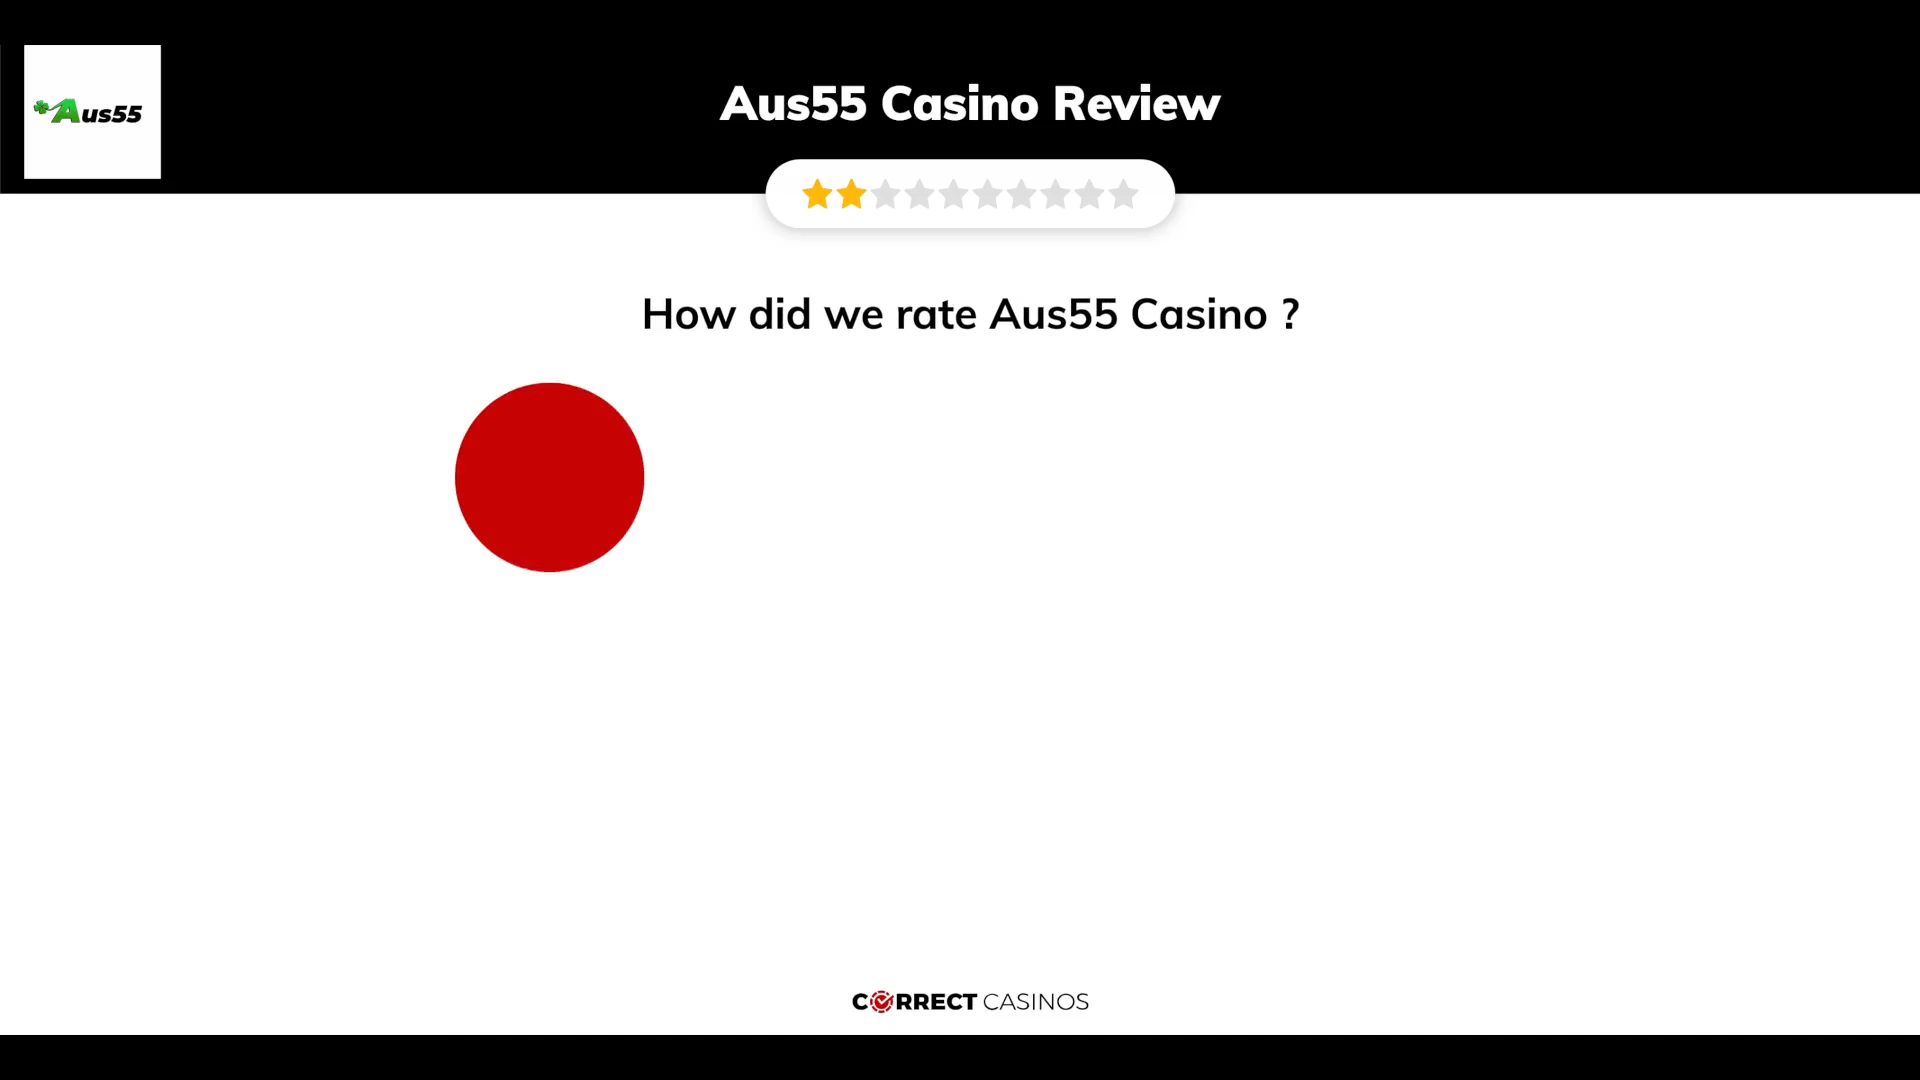 Aus55
Aus55 Casino Review
How did we rate Aus55 Casino ?
CORRECT CASINOS